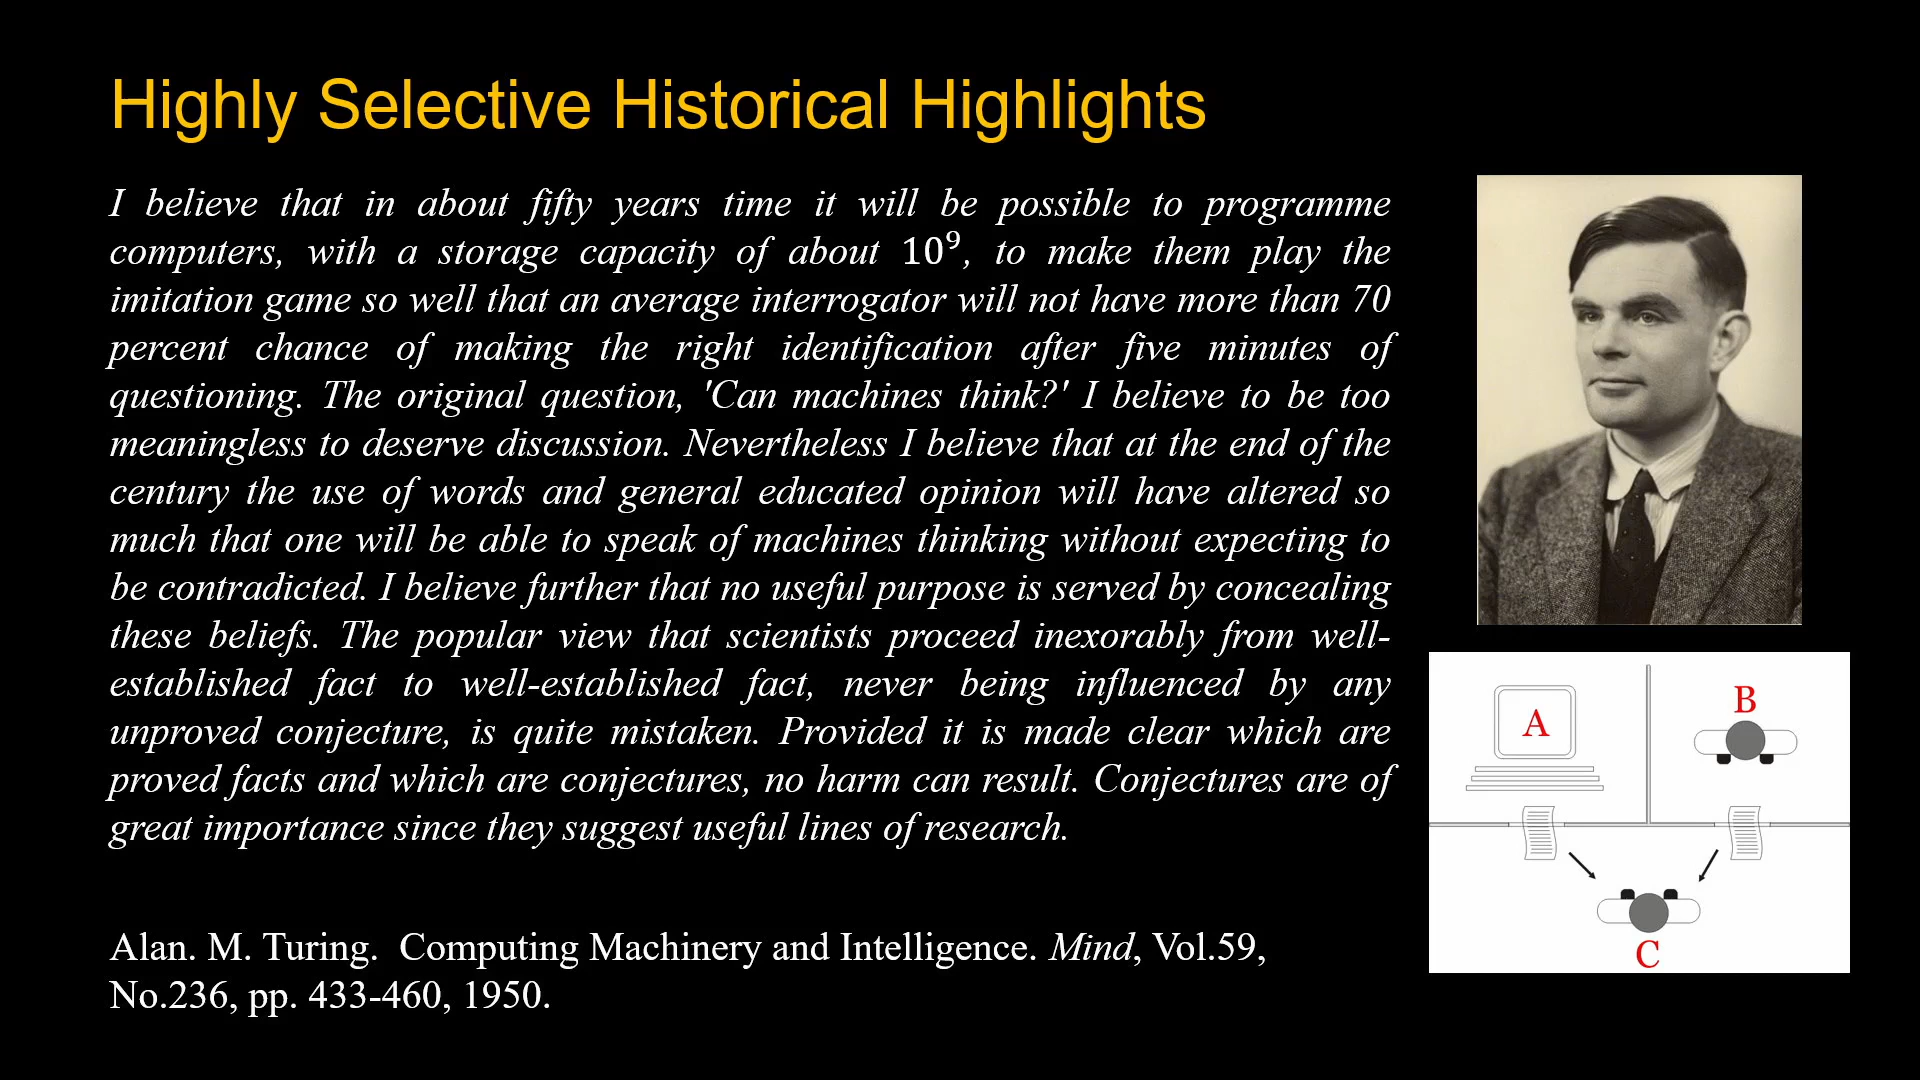 Highly Selective Historical Highlights
I believe that in about fifty years time it will be possible to programme
computers, with a storage capacity of about 10⁹, to make them play the
imitation game so well that an average interrogator will not have more than 70
percent chance of making the right identification after five minutes of
questioning. The original question, 'Can machines think?' I believe to be too
meaningless to deserve discussion. Nevertheless I believe that at the end of the
century the use of words and general educated opinion will have altered so
much that one will be able to speak of machines thinking without expecting to
be contradicted. I believe further that no useful purpose is served by concealing
these beliefs. The popular view that scientists proceed inexorably from well-
established fact to well-established fact, never being influenced by any
unproved conjecture, is quite mistaken. Provided it is made clear which are
proved facts and which are conjectures, no harm can result. Conjectures are of
great importance since they suggest useful lines of research.
Alan. M. Turing.  Computing Machinery and Intelligence. Mind, Vol.59,
No.236, pp. 433-460, 1950.
A
B
C